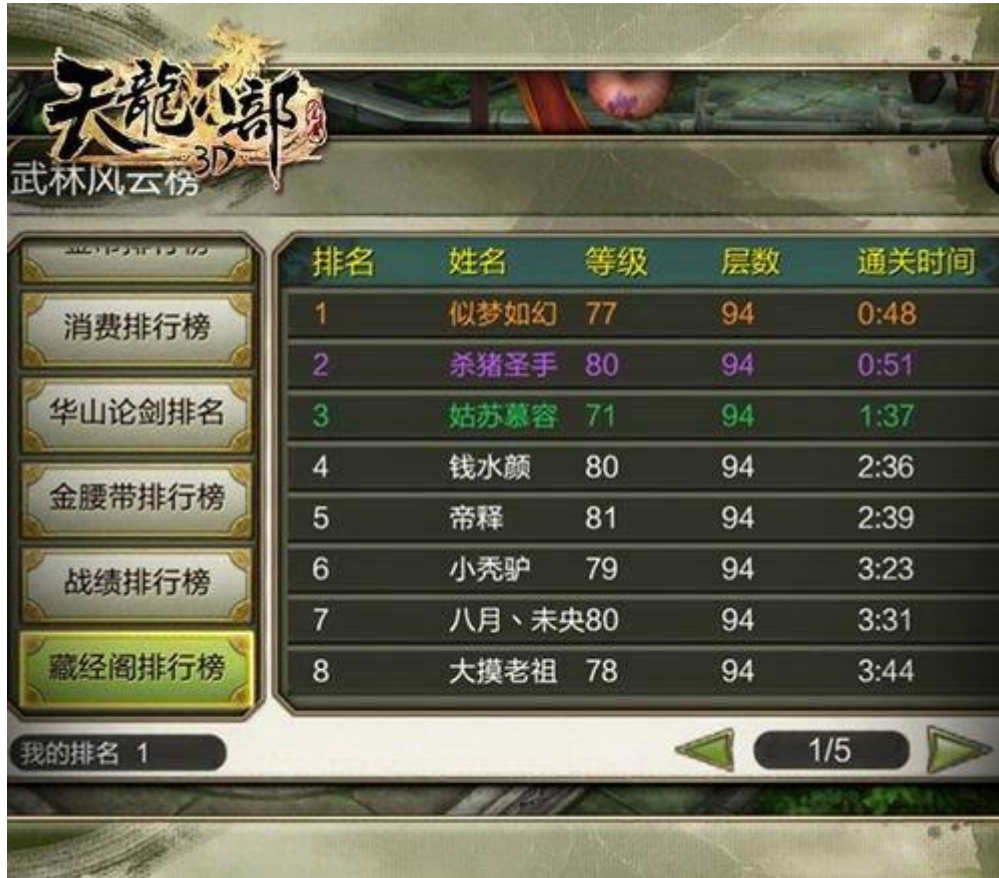 天龍八部
3D
武林风云榜
消费排行榜
华山论剑排名
金腰带排行榜
战绩排行榜
藏经阁排行榜
排名 姓名 等级 层数 通关时间
1 似梦如幻 77 94 0:48
2 杀猪圣手 80 94 0:51
3 姑苏慕容 71 94 1:37
4 钱水颜 80 94 2:36
5 帝释 81 94 2:39
6 小秃驴 79 94 3:23
7 八月丶未央 80 94 3:31
8 大摸老祖 78 94 3:44
我的排名 1
1/5